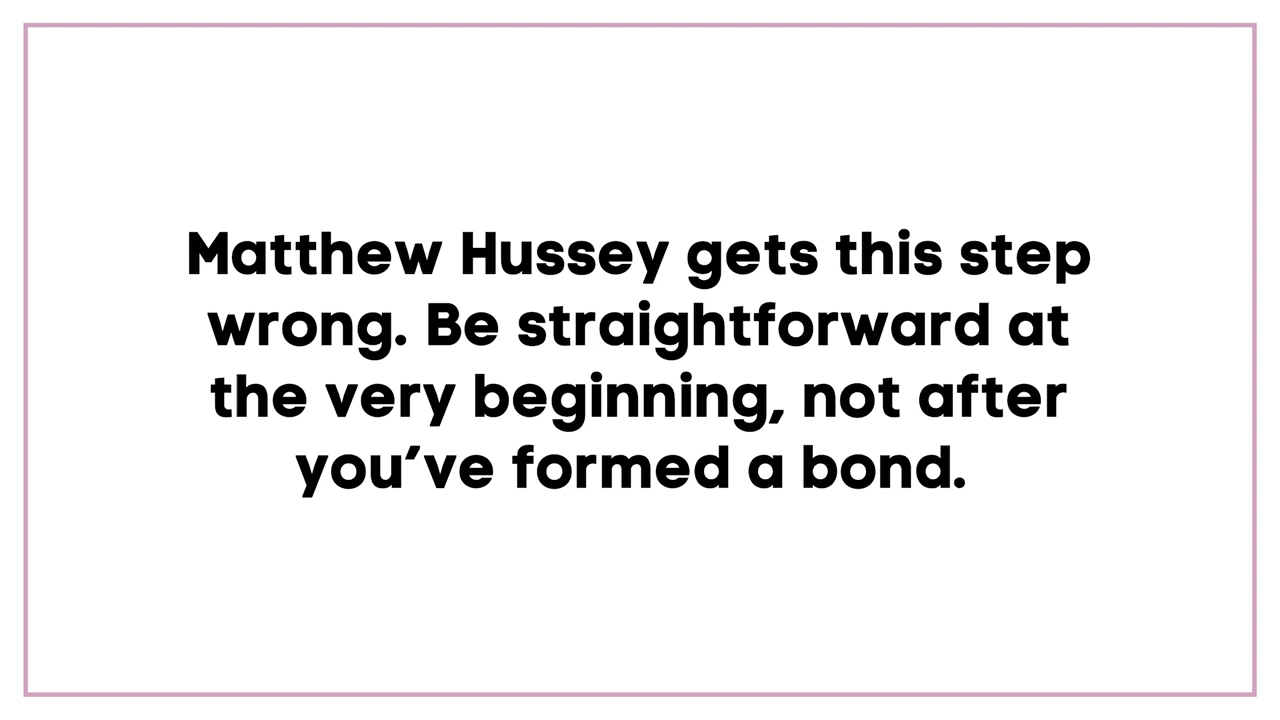 Matthew Hussey gets this step
wrong. Be straightforward at
the very beginning, not after
you’ve formed a bond.